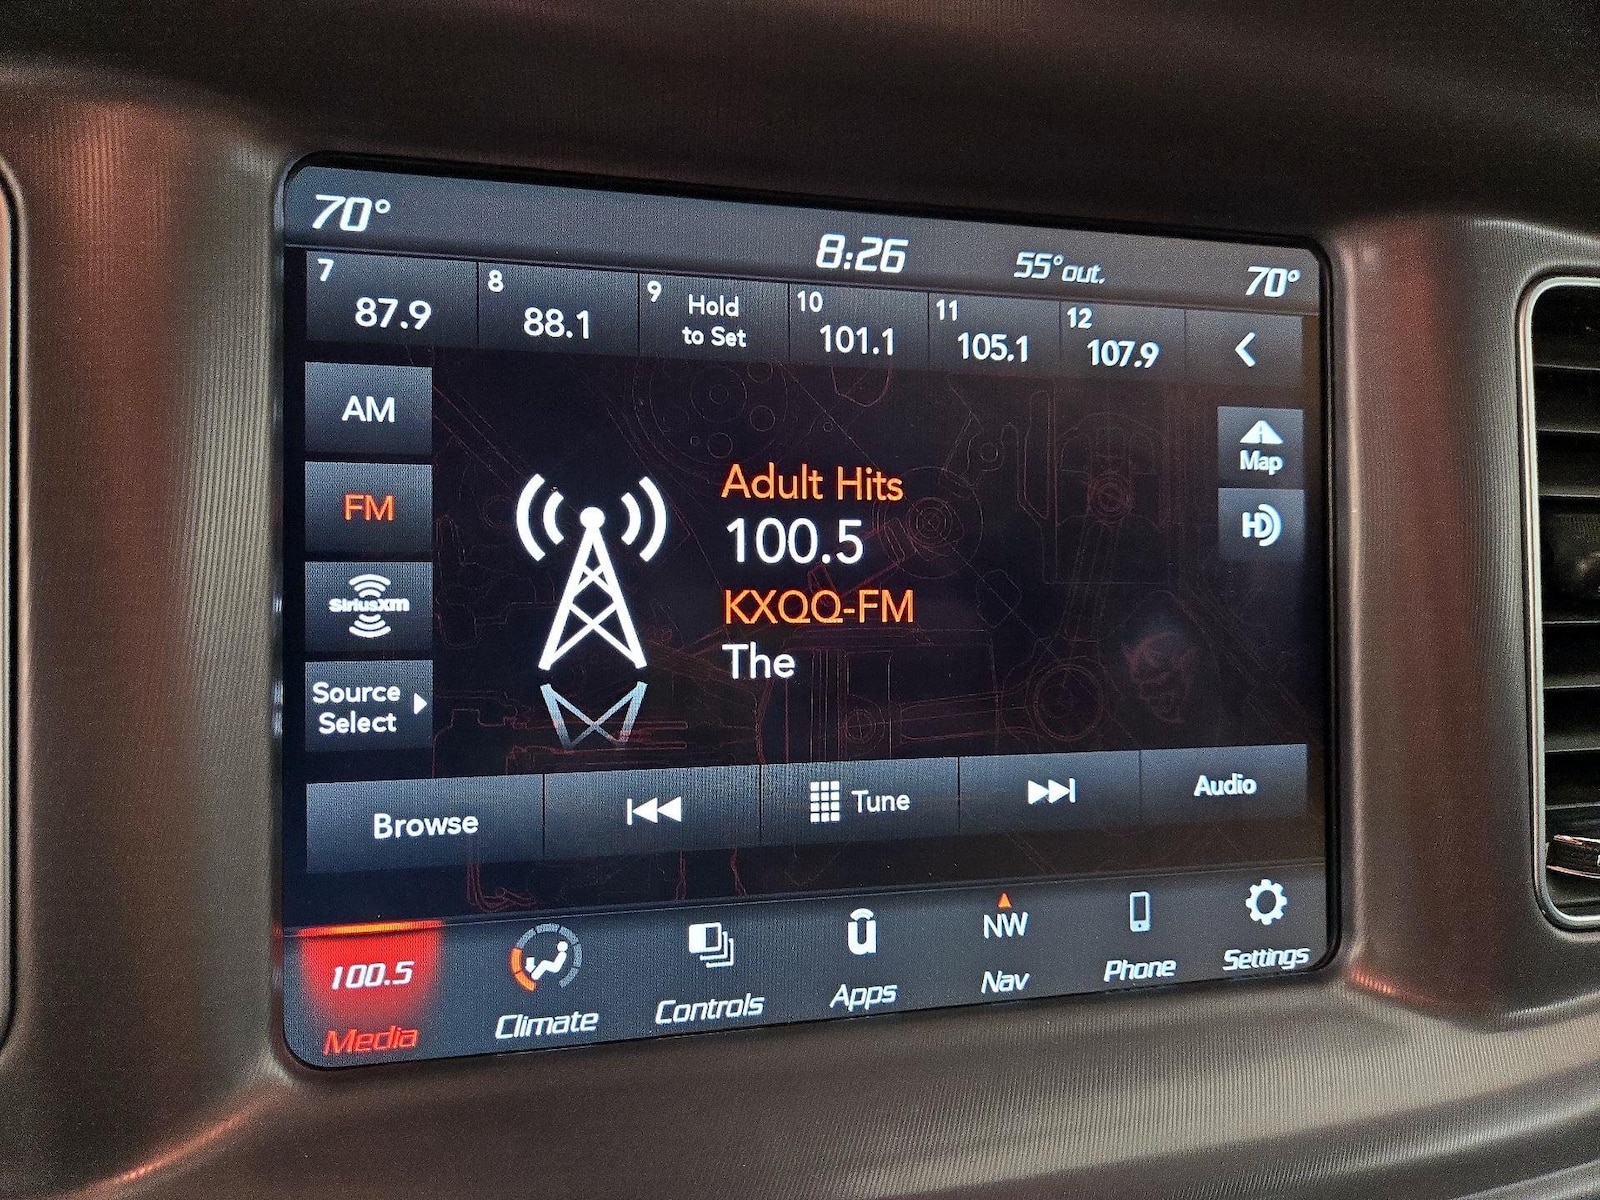 70°
8:26
55° out.
70°
7
87.9
8
88.1
9
Hold
to Set
10
101.1
11
105.1
12
107.9
AM
FM
SiriusXM
Source
Select
Adult Hits
100.5
KXQQ-FM
The
Map
HD
Browse
Tune
Audio
100.5
Media
Climate
Controls
u
Apps
NW
Nav
Phone
Settings